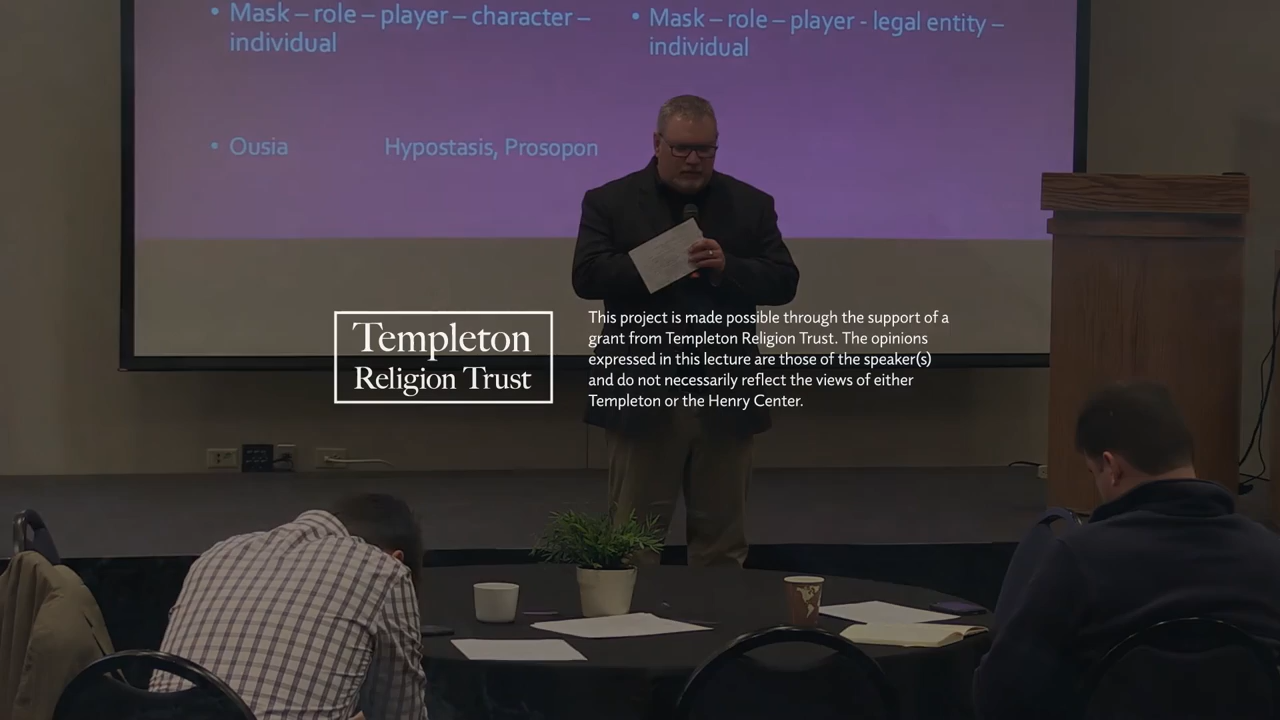 • Mask – role – player – character –
individual
• Mask – role – player - legal entity –
individual
• Ousia Hypostasis, Prosopon
Templeton
Religion Trust
This project is made possible through the support of a
grant from Templeton Religion Trust. The opinions
expressed in this lecture are those of the speaker(s)
and do not necessarily reflect the views of either
Templeton or the Henry Center.